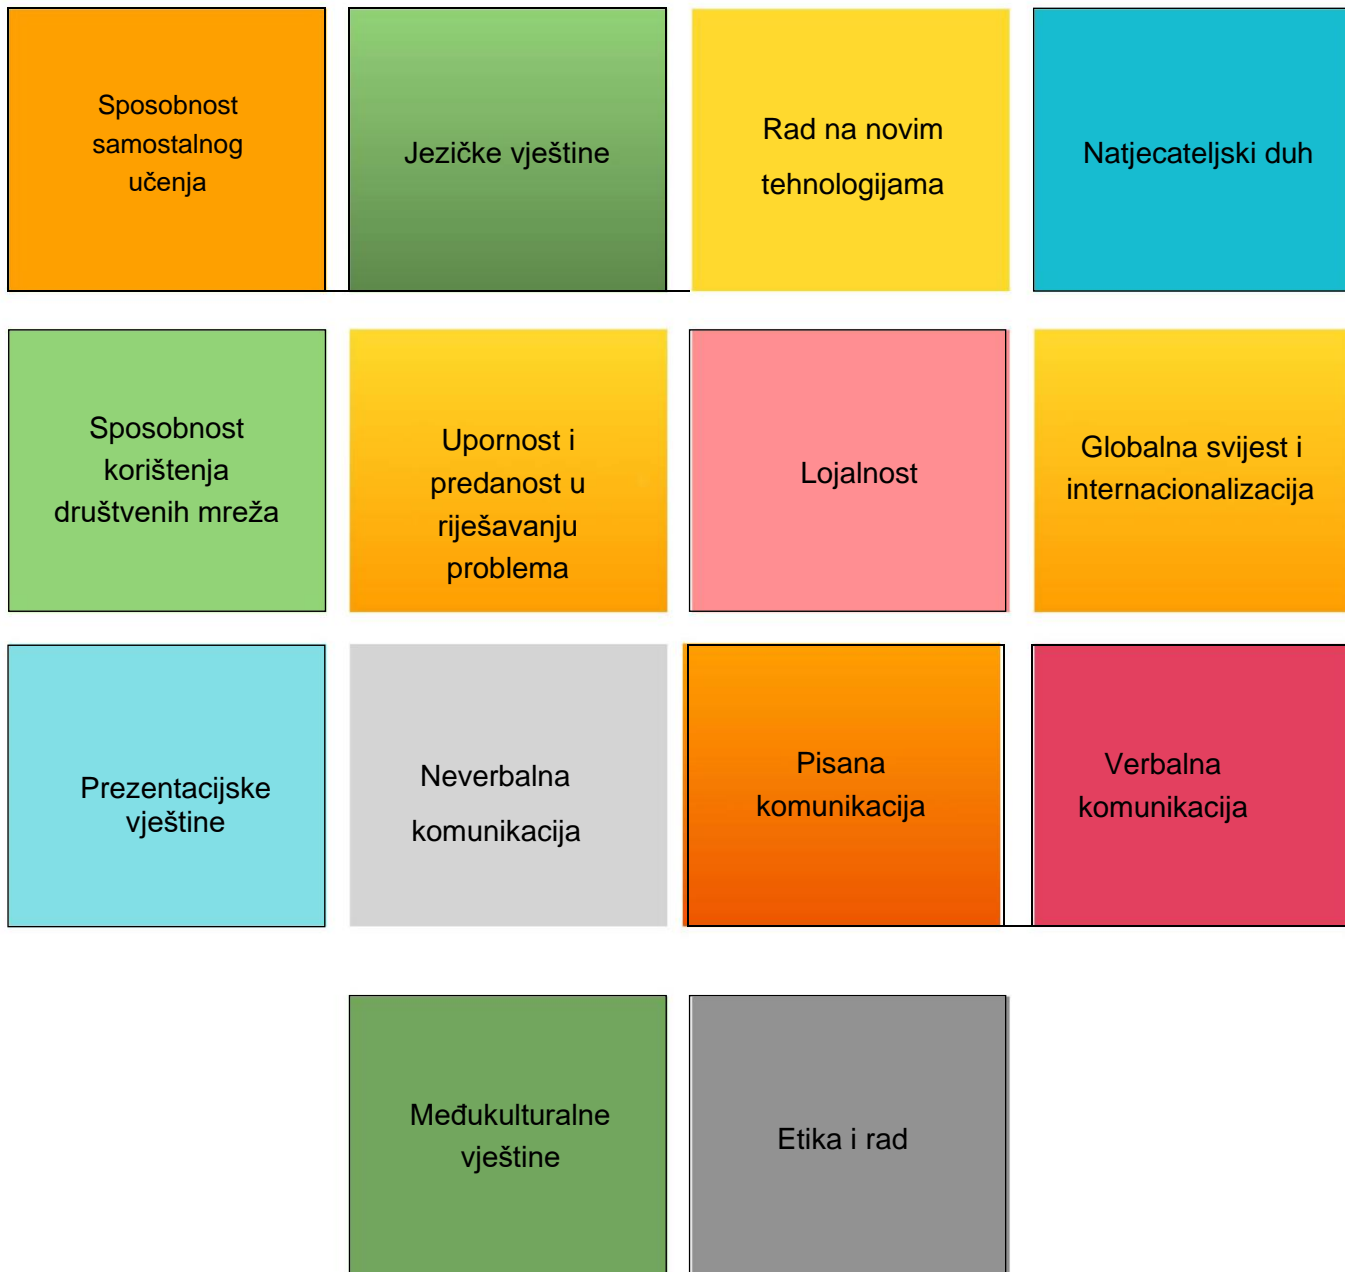 Sposobnost
samostalnog
učenja
Jezičke vještine
Rad na novim
tehnologijama
Natjecateljski duh
Sposobnost
korištenja
društvenih mreža
Upornost i
predanost u
riješavanju
problema
Lojalnost
Globalna svijest i
internacionalizacija
Prezentacijske
vještine
Neverbalna
komunikacija
Pisana
komunikacija
Verbalna
komunikacija
Međukulturalne
vještine
Etika i rad